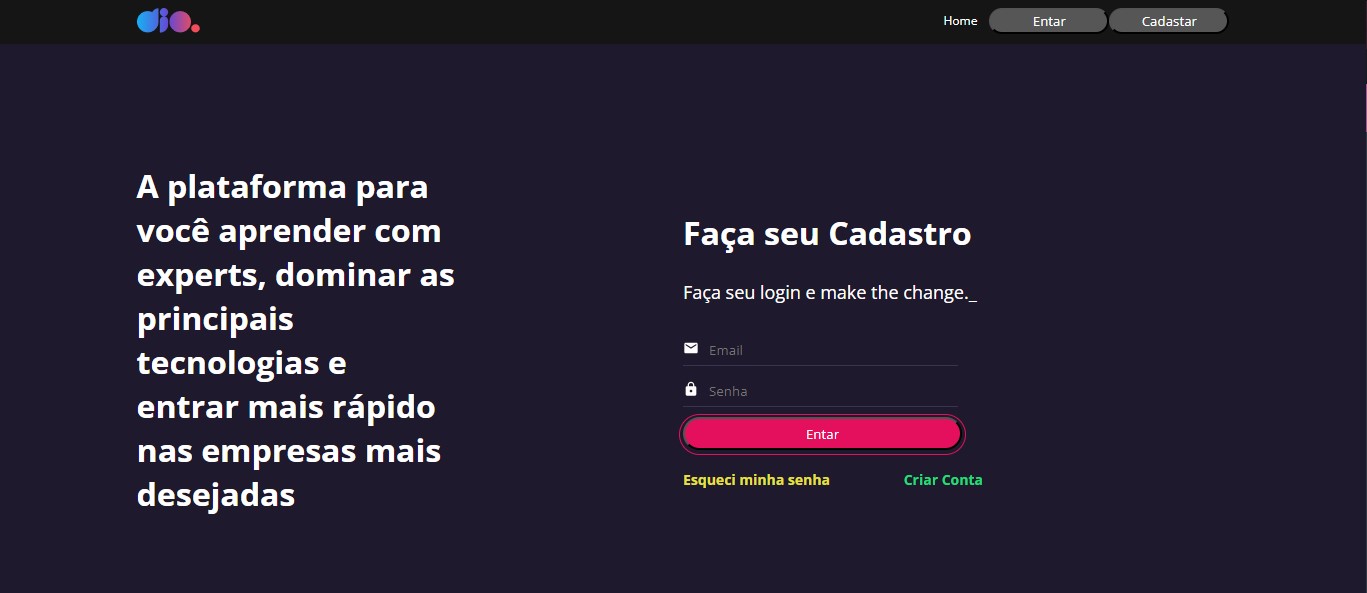 dio.
Home
Entar
Cadastar
A plataforma para
você aprender com
experts, dominar as
principais
tecnologias e
entrar mais rápido
nas empresas mais
desejadas
Faça seu Cadastro
Faça seu login e make the change._
Email
Senha
Entar
Esqueci minha senha
Criar Conta